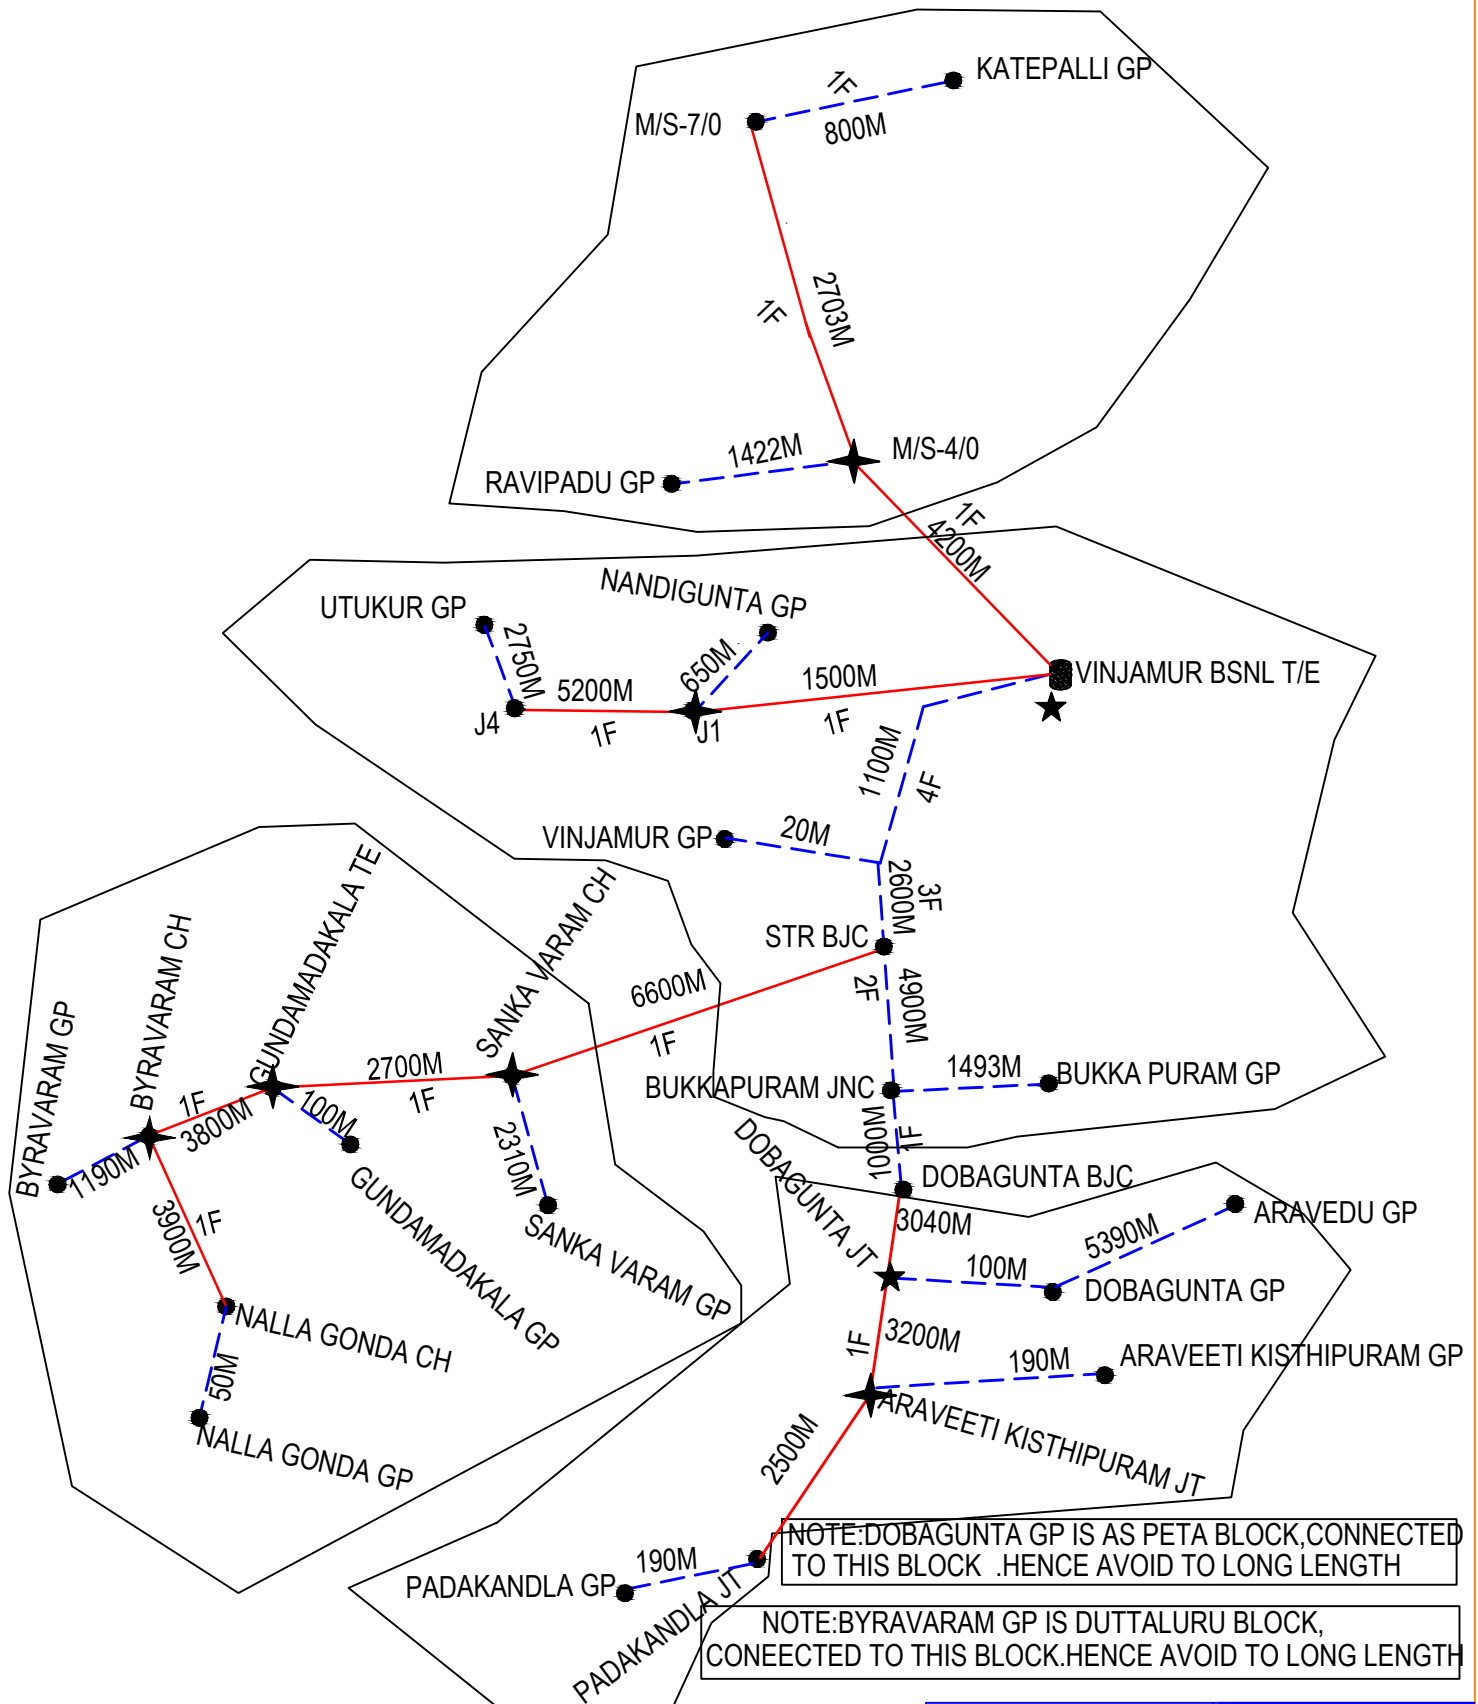 KATEPALLI GP
1F
800M
M/S-7/0
2703M
1F
M/S-4/0
1422M
RAVIPADU GP
1F
4200M
NANDIGUNTA GP
UTUKUR GP
2750M
650M
VINJAMUR BSNL T/E
1500M
5200M
J4
1F
J1
1F
1100M
4F
VINJAMUR GP
20M
3F
2600M
STR BJC
SANKA VARAM CH
GUNDAMADAKALA TE
BYRAVARAM CH
BYRAVARAM GP
6600M
1F
4900M
2F
2700M
1F
1493M
BUKKA PURAM GP
BUKKAPURAM JNC
1F
3800M
100M
1190M
2310M
1F
10000M
DOBAGUNTA JT
DOBAGUNTA BJC
3040M
ARAVEDU GP
5390M
100M
DOBAGUNTA GP
3900M
1F
GUNDAMADAKALA GP
SANKA VARAM GP
NALLA GONDA CH
50M
NALLA GONDA GP
1F
3200M
190M
ARAVEETI KISTHIPURAM GP
ARAVEETI KISTHIPURAM JT
2500M
190M
PADAKANDLA GP
PADAKANDLA JT
NOTE:DOBAGUNTA GP IS AS PETA BLOCK,CONNECTED
TO THIS BLOCK .HENCE AVOID TO LONG LENGTH
NOTE:BYRAVARAM GP IS DUTTALURU BLOCK,
CONEECTED TO THIS BLOCK.HENCE AVOID TO LONG LENGTH